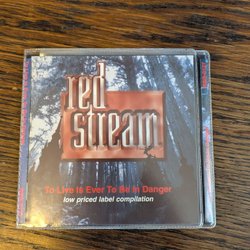 red
stream
To Live Is Ever To Be In Danger
low priced label compilation